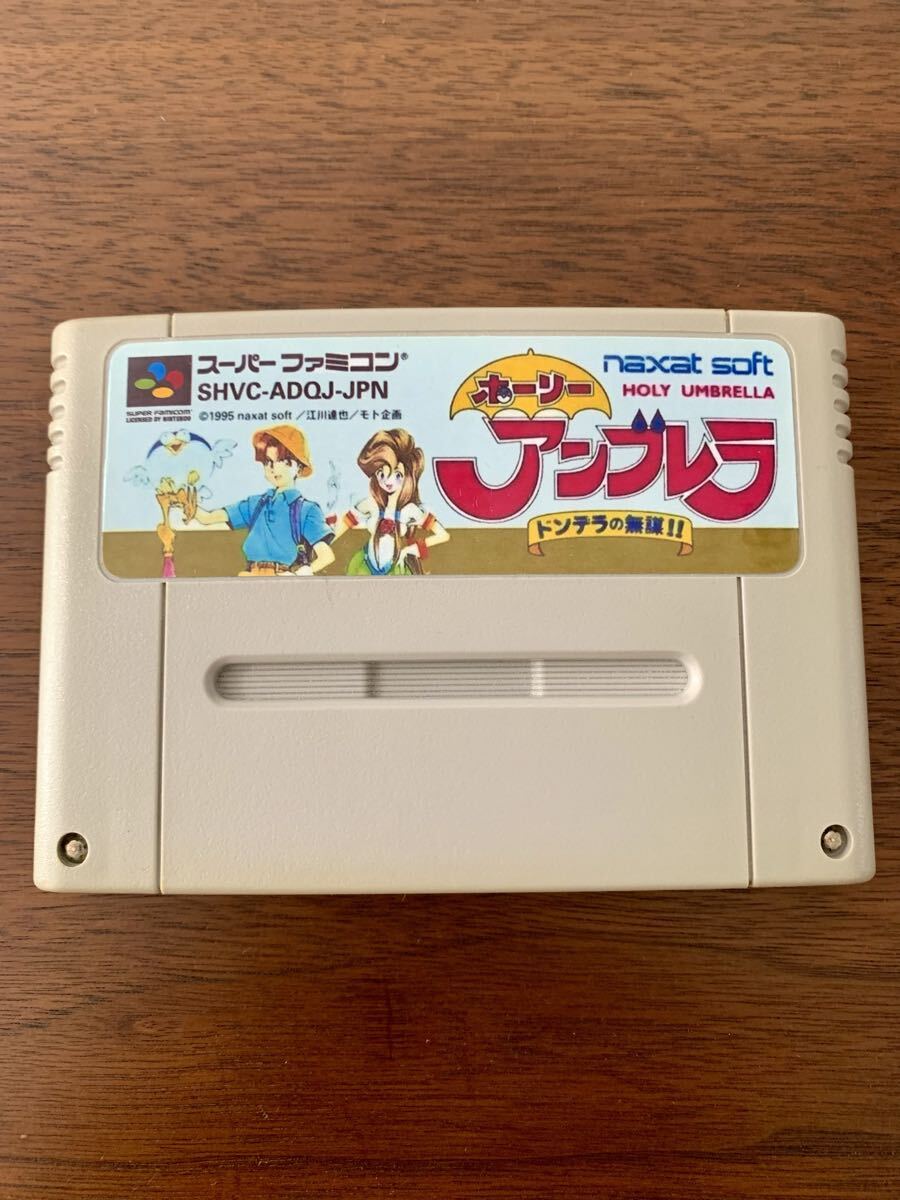 スーパーファミコン®
SHVC-ADQJ-JPN
SUPER FAMICOM
LICENSED BY NINTENDO
©1995 naxat soft/江川達也/モト企画
naxat soft
HOLY UMBRELLA
ホーリー
アンブレラ
ドンデラの無謀!!